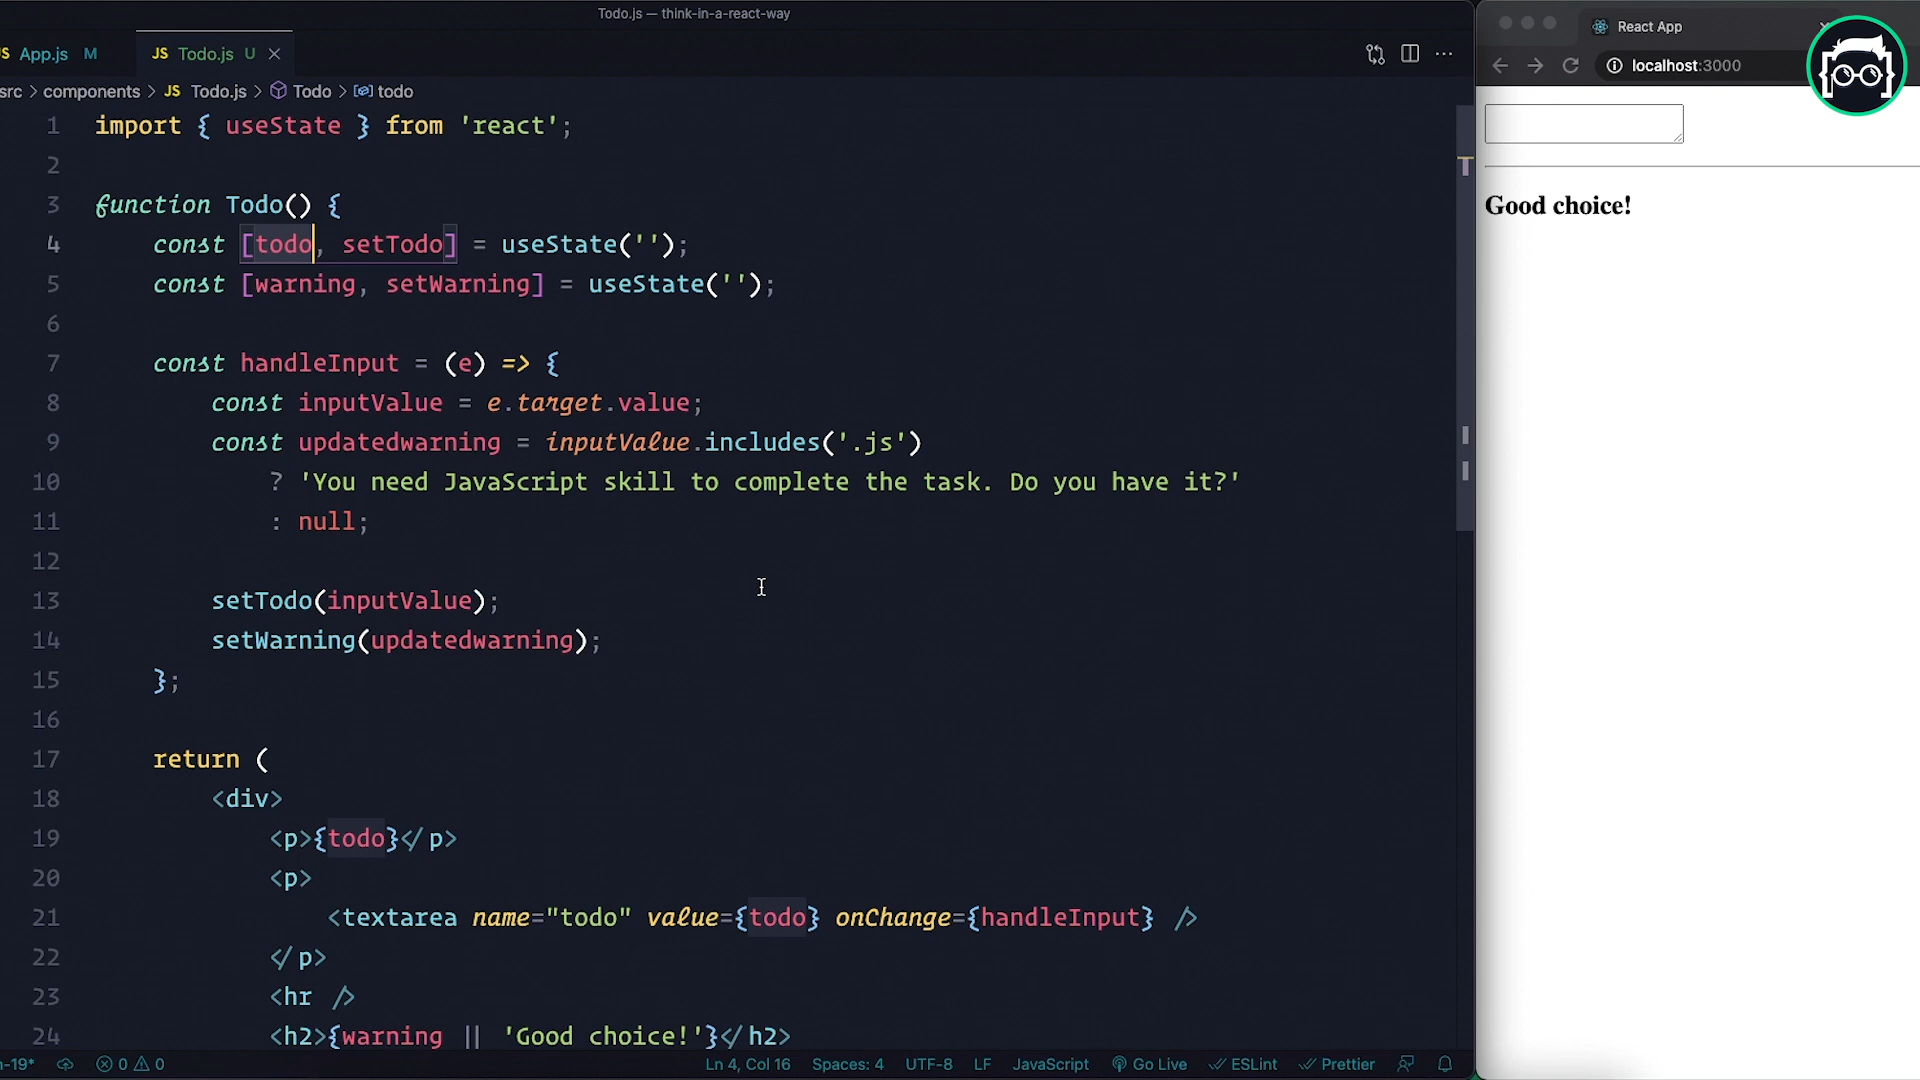 Todo.js — think-in-a-react-way
JS App.js M
JS Todo.js U
src > components > JS Todo.js > Todo > todo
1 import { useState } from 'react';
2
3 function Todo() {
4 const [todo, setTodo] = useState('');
5 const [warning, setWarning] = useState('');
6
7 const handleInput = (e) => {
8 const inputValue = e.target.value;
9 const updatedwarning = inputValue.includes('.js')
10 ? 'You need JavaScript skill to complete the task. Do you have it?'
11 : null;
12
13 setTodo(inputValue);
14 setWarning(updatedwarning);
15 };
16
17 return (
18 <div>
19 <p>{todo}</p>
20 <p>
21 <textarea name="todo" value={todo} onChange={handleInput} />
22 </p>
23 <hr />
24 <h2>{warning || 'Good choice!'}</h2>
n-19* 0 0 Ln 4, Col 16 Spaces: 4 UTF-8 LF JavaScript Go Live ESLint Prettier
React App
localhost:3000
Good choice!